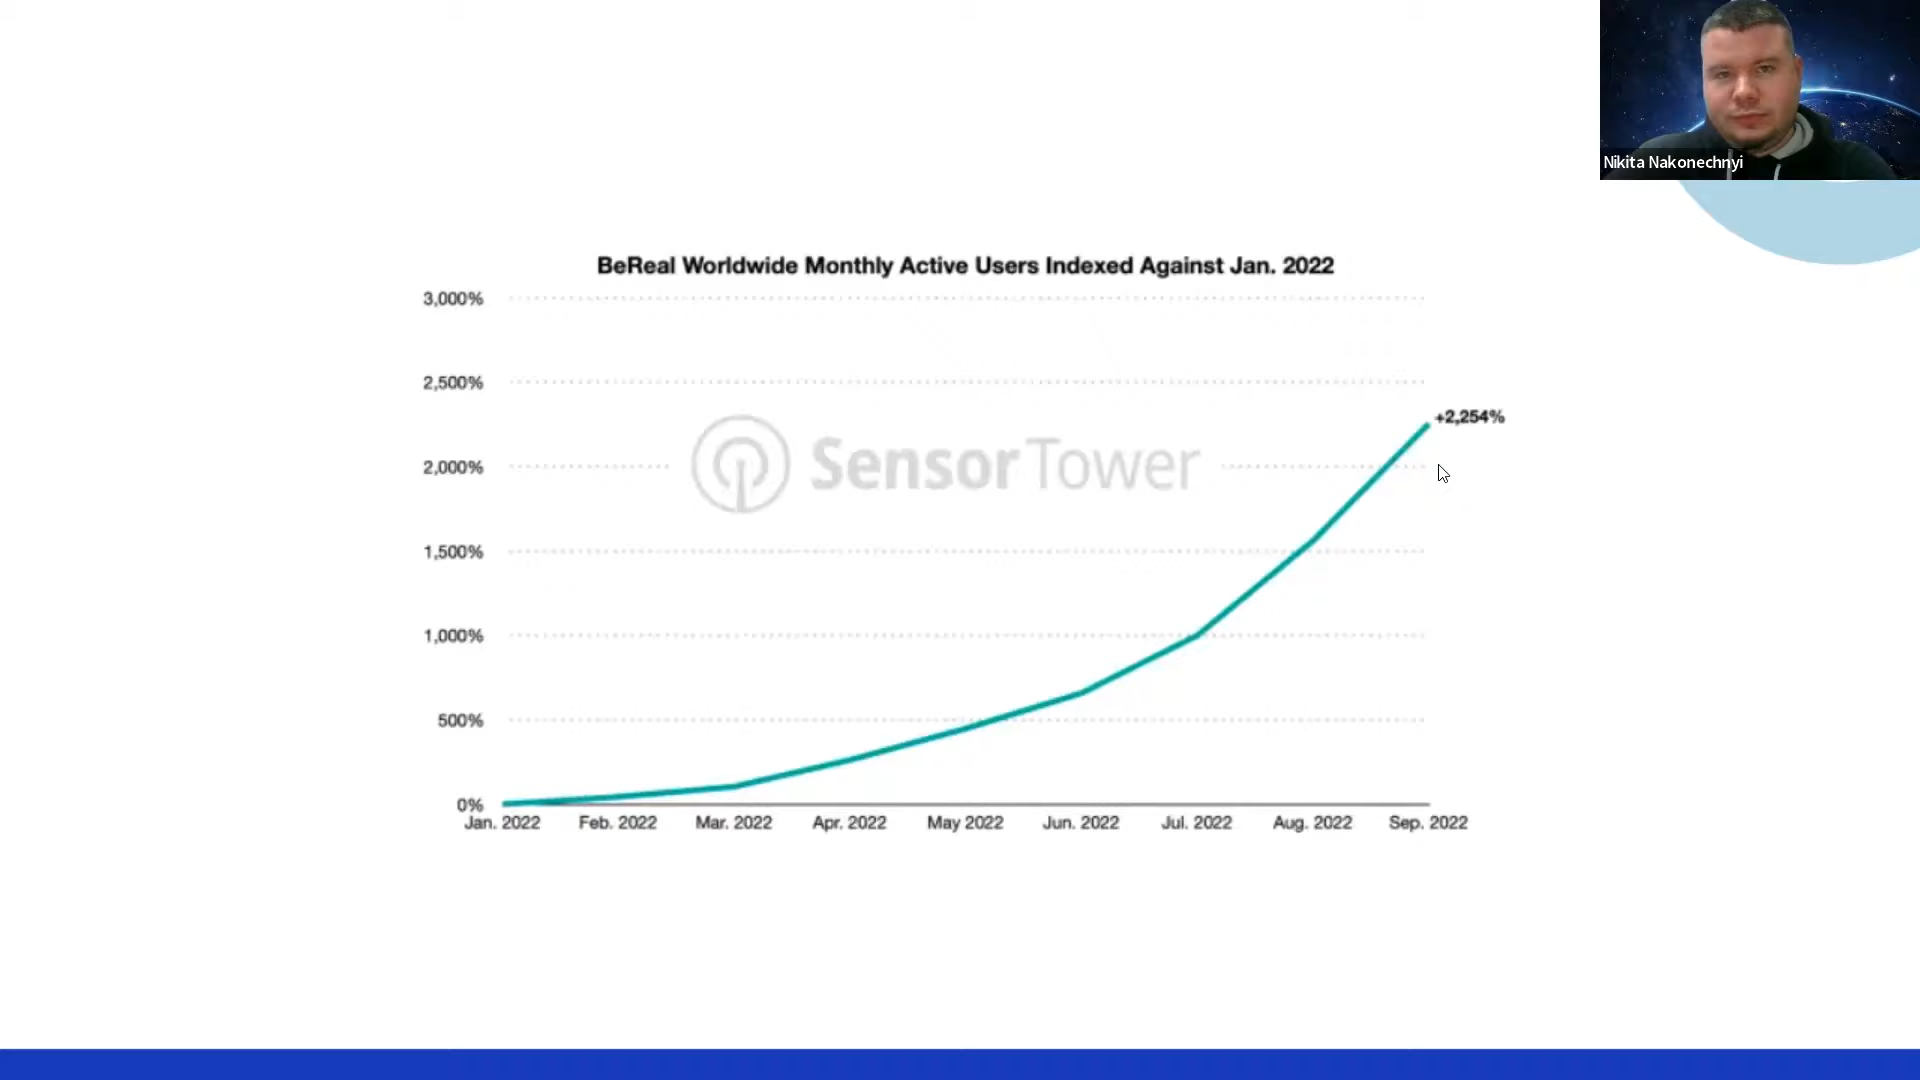 Nikita Nakonechnyi
BeReal Worldwide Monthly Active Users Indexed Against Jan. 2022
3,000%
2,500%
+2,254%
SensorTower
2,000%
1,500%
1,000%
500%
0%
Jan. 2022 Feb. 2022 Mar. 2022 Apr. 2022 May 2022 Jun. 2022 Jul. 2022 Aug. 2022 Sep. 2022